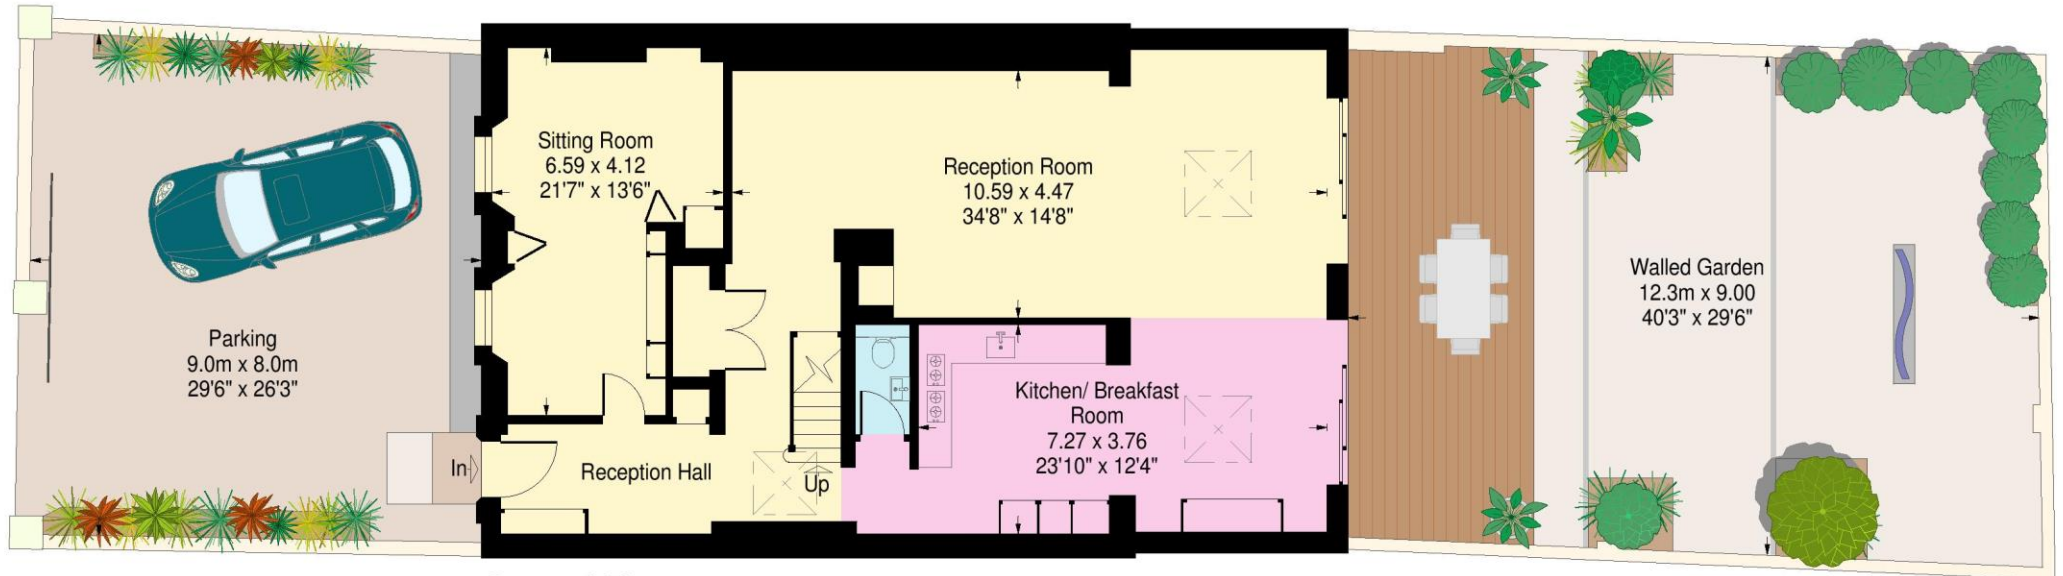 Parking
9.0m x 8.0m
29'6" x 26'3"
In
Sitting Room
6.59 x 4.12
21'7" x 13'6"
Reception Hall
Up
Reception Room
10.59 x 4.47
34'8" x 14'8"
Kitchen/ Breakfast
Room
7.27 x 3.76
23'10" x 12'4"
Walled Garden
12.3m x 9.00
40'3" x 29'6"